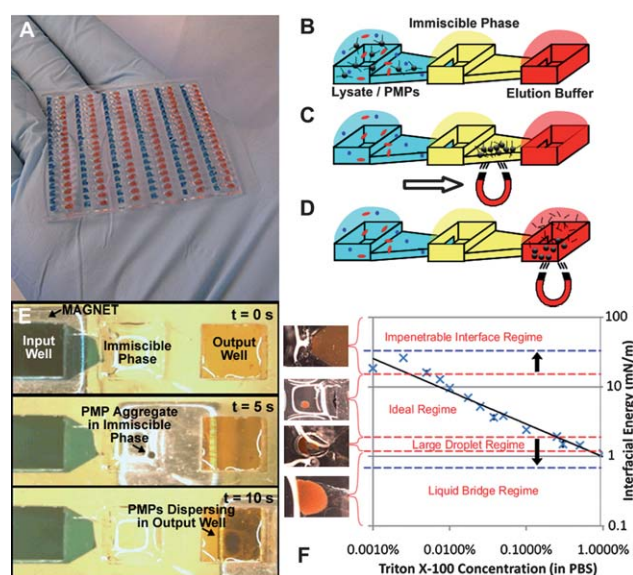 A
B
Immiscible Phase
Lysate / PMPs
Elution Buffer
C
D
E
MAGNET
t = 0 s
Input
Well
Immiscible
Phase
Output
Well
t = 5 s
PMP Aggregate
in Immiscible
Phase
t = 10 s
PMPs Dispersing
in Output Well
Impenetrable Interface Regime
Ideal Regime
Large Droplet Regime
Liquid Bridge Regime
100
10
1
0.1
Interfacial Energy (mN/m)
0.0010%
0.0100%
0.1000%
1.0000%
F
Triton X-100 Concentration (in PBS)